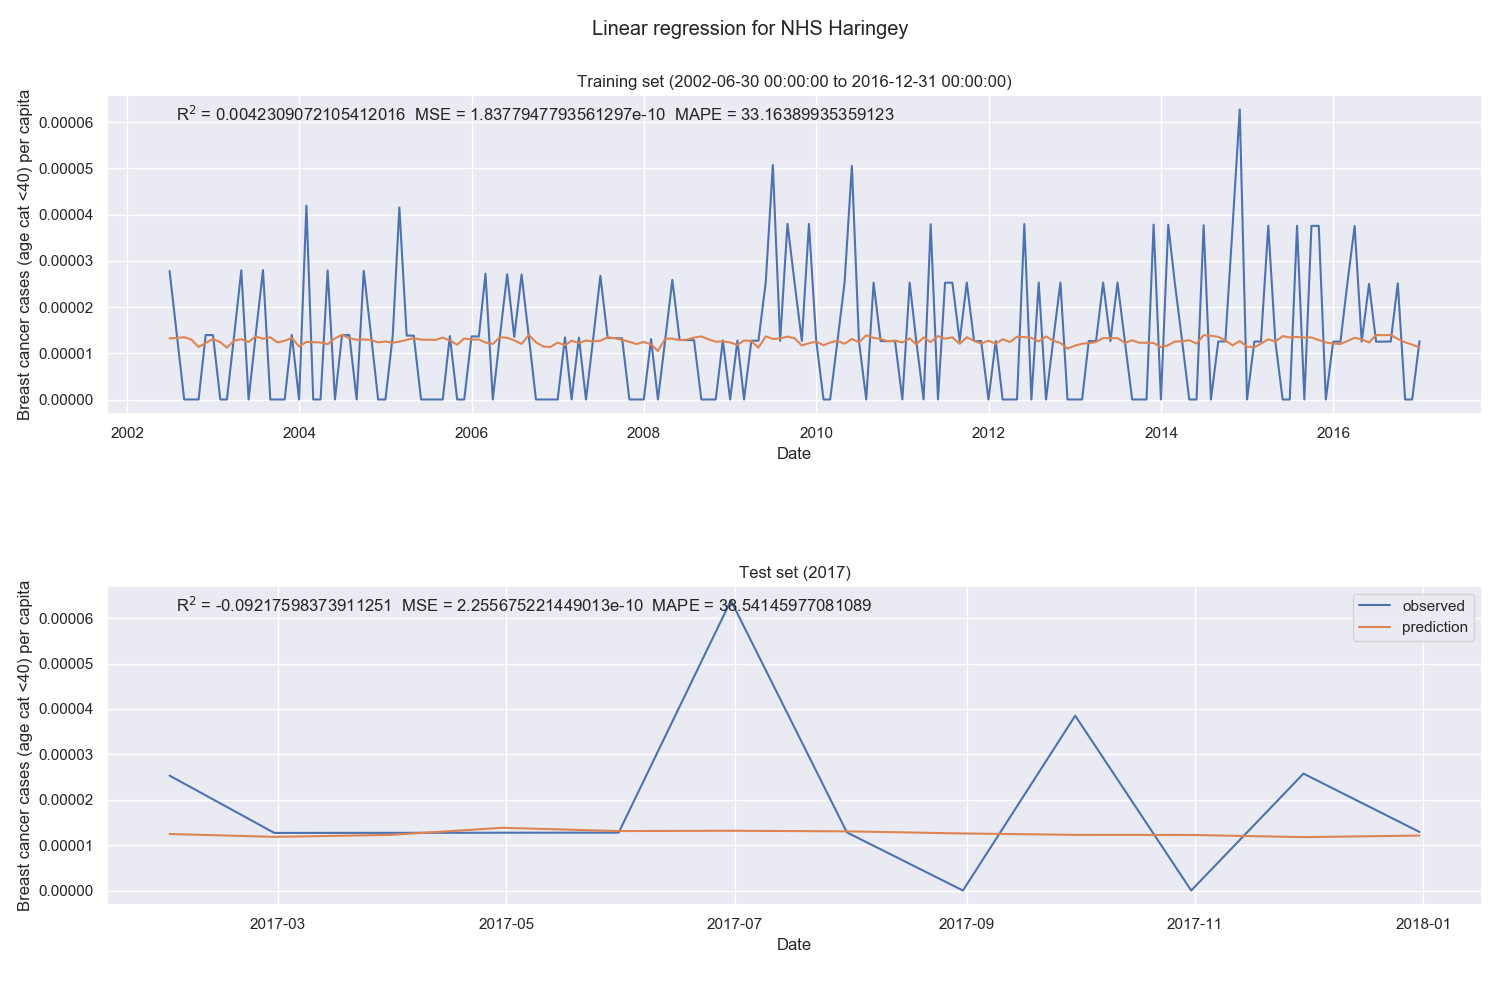 Linear regression for NHS Haringey
Training set (2002-06-30 00:00:00 to 2016-12-31 00:00:00)
R² = 0.0042309072105412016 MSE = 1.8377947793561297e-10 MAPE = 33.16389935359123
Breast cancer cases (age cat <40) per capita
0.00006
0.00005
0.00004
0.00003
0.00002
0.00001
0.00000
2002 2004 2006 2008 2010 2012 2014 2016
Date
Test set (2017)
R² = -0.09217598373911251 MSE = 2.255675221449013e-10 MAPE = 38.54145977081089
observed
prediction
Breast cancer cases (age cat <40) per capita
0.00006
0.00005
0.00004
0.00003
0.00002
0.00001
0.00000
2017-03 2017-05 2017-07 2017-09 2017-11 2018-01
Date